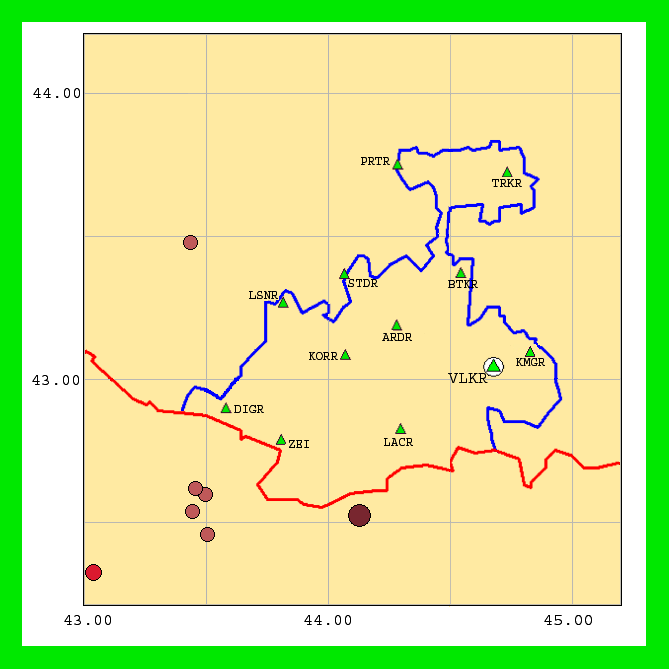 44.00
PRTR
TRKR
STDR
BTKR
LSNR
ARDR
KORR
KMGR
43.00
VLKR
DIGR
ZEI
LACR
43.00 44.00 45.00